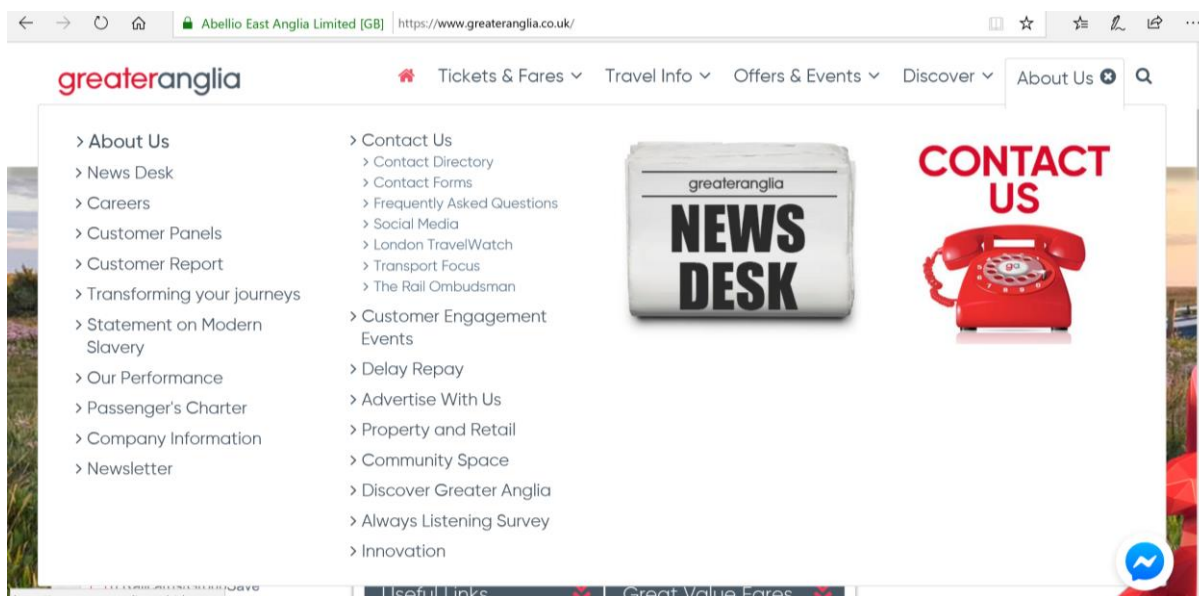 Abellio East Anglia Limited [GB] https://www.greateranglia.co.uk/
greateranglia
Tickets & Fares Travel Info Offers & Events Discover About Us
> About Us
> News Desk
> Careers
> Customer Panels
> Customer Report
> Transforming your journeys
> Statement on Modern
Slavery
> Our Performance
> Passenger's Charter
> Company Information
> Newsletter
> Contact Us
> Contact Directory
> Contact Forms
> Frequently Asked Questions
> Social Media
> London TravelWatch
> Transport Focus
> The Rail Ombudsman
> Customer Engagement
Events
> Delay Repay
> Advertise With Us
> Property and Retail
> Community Space
> Discover Greater Anglia
> Always Listening Survey
> Innovation
greateranglia
NEWS
DESK
CONTACT
US
ga
Useful Links
Great Value Fares